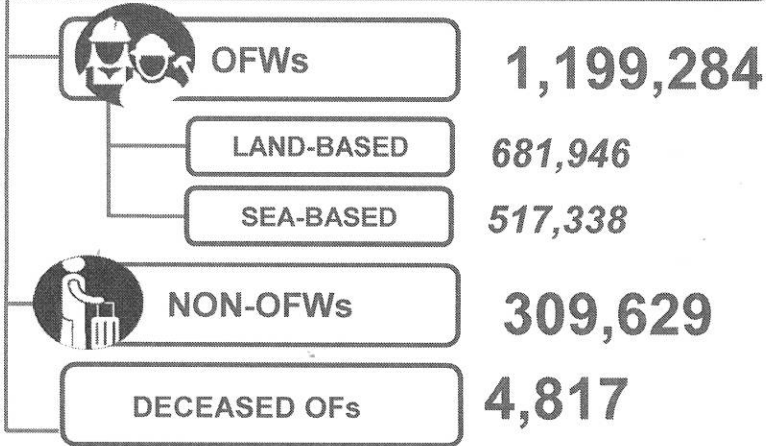 OFWs 1,199,284
LAND-BASED 681,946
SEA-BASED 517,338
NON-OFWs 309,629
DECEASED OFs 4,817